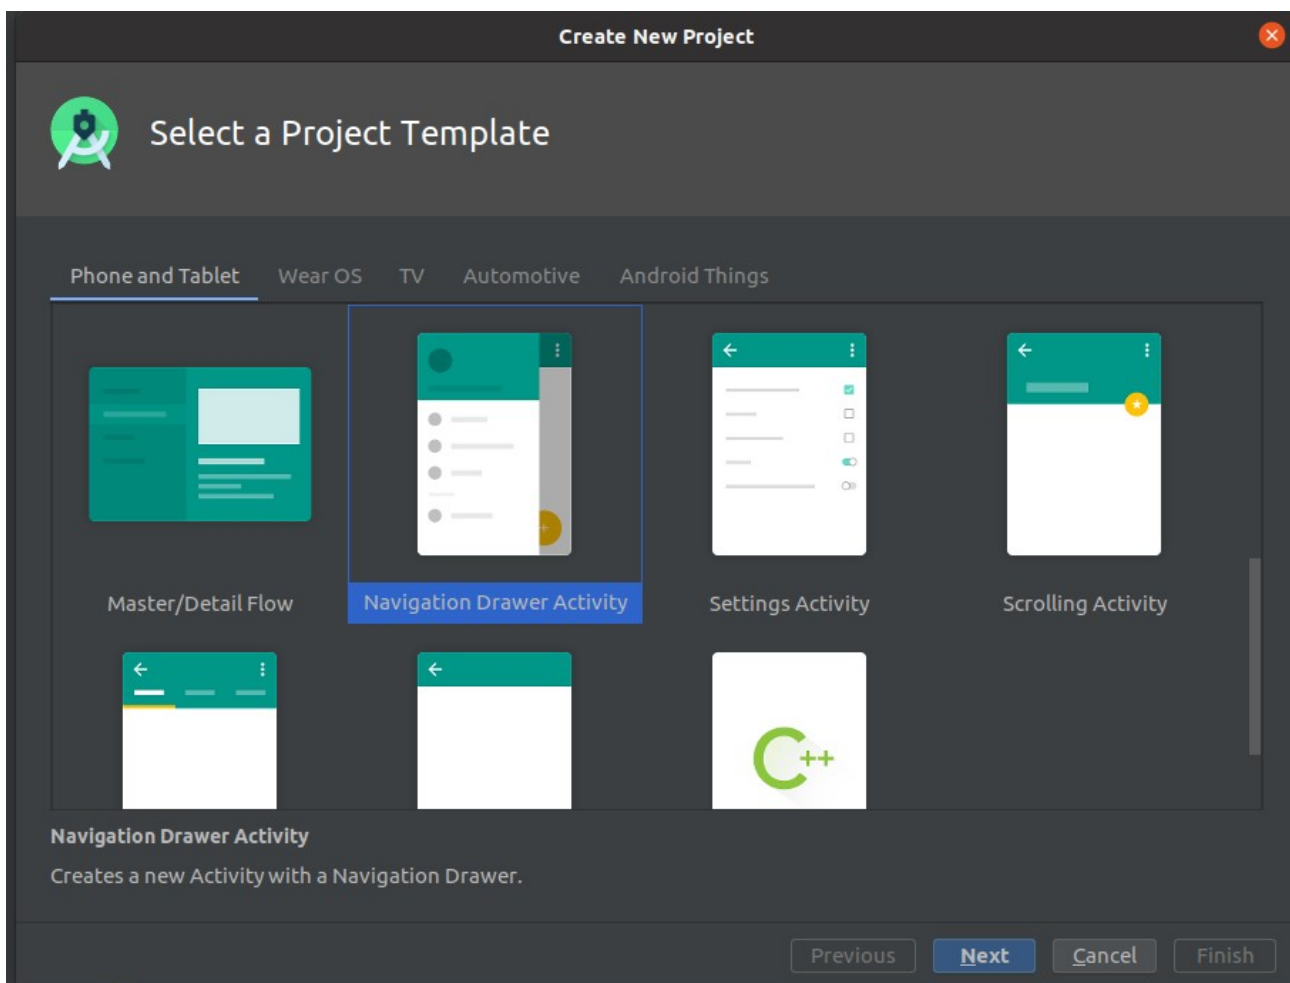 Create New Project
Select a Project Template
Phone and Tablet Wear OS TV Automotive Android Things
Master/Detail Flow Navigation Drawer Activity Settings Activity Scrolling Activity
C++
Navigation Drawer Activity
Creates a new Activity with a Navigation Drawer.
Previous Next Cancel Finish